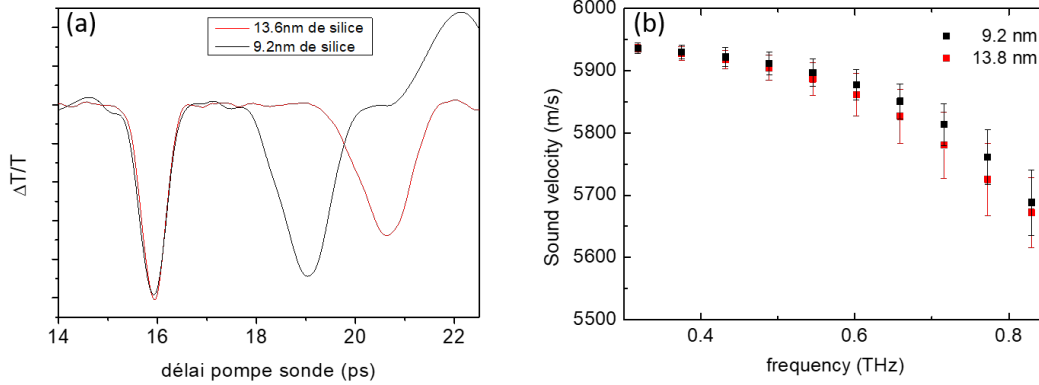 (a)
13.6nm de silice
9.2nm de silice
ΔT/T
14 16 18 20 22
délai pompe sonde (ps)
(b)
9.2 nm
13.8 nm
Sound velocity (m/s)
6000
5900
5800
5700
5600
5500
0.4 0.6 0.8
frequency (THz)